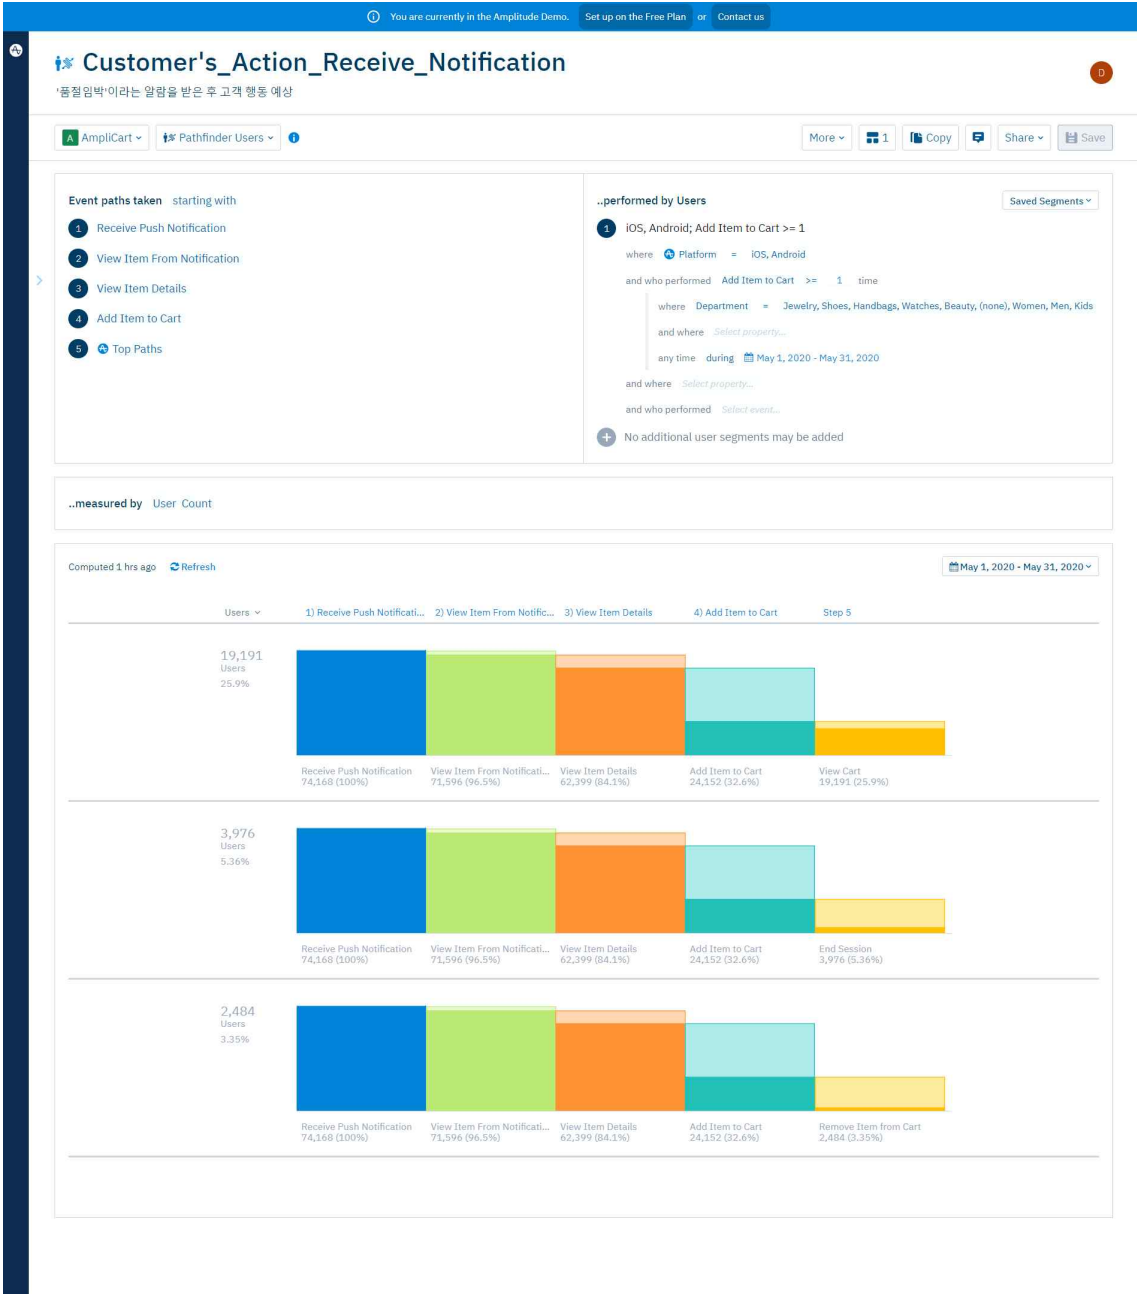 You are currently in the Amplitude Demo. Set up on the Free Plan or Contact us
Customer's_Action_Receive_Notification
'품절임박'이라는 알람을 받은 후 고객 행동 예상
D
A AmpliCart
Pathfinder Users
More
1
Copy
Share
Save
Event paths taken starting with
1 Receive Push Notification
2 View Item From Notification
3 View Item Details
4 Add Item to Cart
5 Top Paths
..performed by Users
Saved Segments
1 iOS, Android; Add Item to Cart >= 1
where Platform = iOS, Android
and who performed Add Item to Cart >= 1 time
where Department = Jewelry, Shoes, Handbags, Watches, Beauty, (none), Women, Men, Kids
and where Select property...
any time during May 1, 2020 - May 31, 2020
and where Select property...
and who performed Select event...
No additional user segments may be added
..measured by User Count
Computed 1 hrs ago Refresh
May 1, 2020 - May 31, 2020
Users 1) Receive Push Notificati... 2) View Item From Notific... 3) View Item Details 4) Add Item to Cart Step 5
19,191
Users
25.9%
Receive Push Notification View Item From Notificati... View Item Details Add Item to Cart View Cart
74,168 (100%) 71,596 (96.5%) 62,399 (84.1%) 24,152 (32.6%) 19,191 (25.9%)
3,976
Users
5.36%
Receive Push Notification View Item From Notificati... View Item Details Add Item to Cart End Session
74,168 (100%) 71,596 (96.5%) 62,399 (84.1%) 24,152 (32.6%) 3,976 (5.36%)
2,484
Users
3.35%
Receive Push Notification View Item From Notificati... View Item Details Add Item to Cart Remove Item from Cart
74,168 (100%) 71,596 (96.5%) 62,399 (84.1%) 24,152 (32.6%) 2,484 (3.35%)